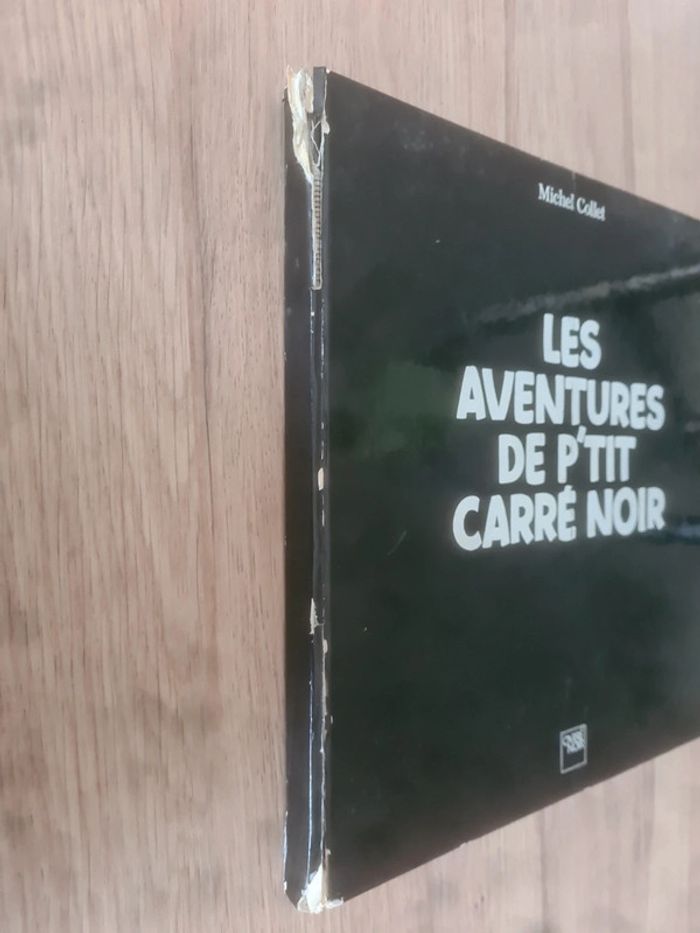 Michel Collet
LES
AVENTURES
DE P'TIT
CARRÉ NOIR